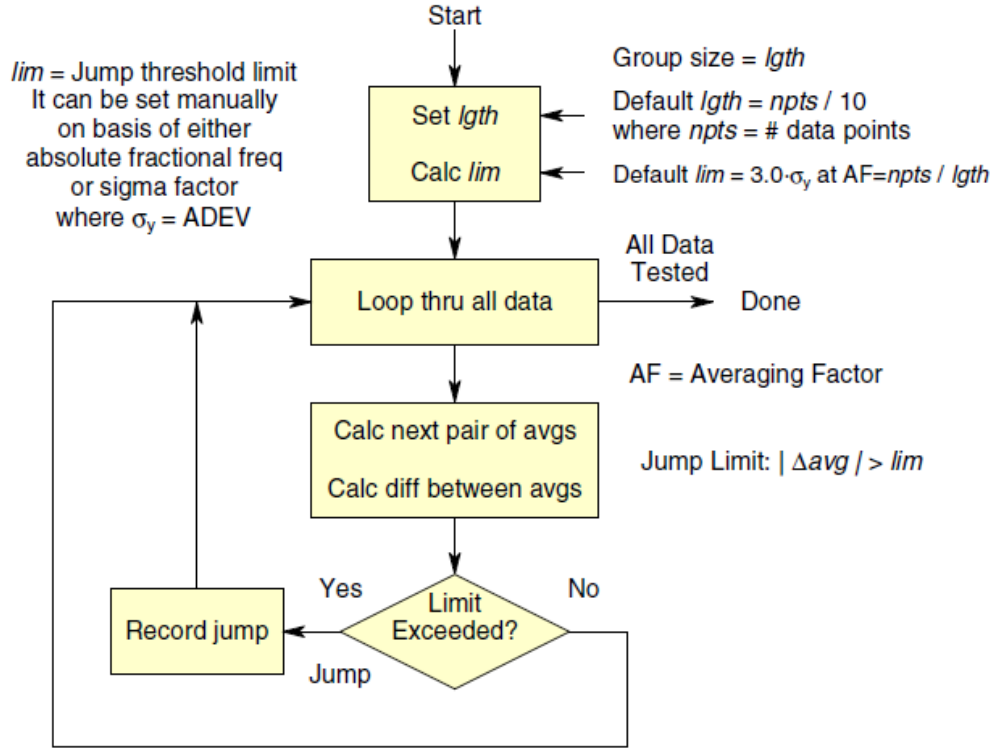 Start
lim = Jump threshold limit
It can be set manually
on basis of either
absolute fractional freq
or sigma factor
where σy = ADEV
Set lgth
Calc lim
Group size = lgth
Default lgth = npts / 10
where npts = # data points
Default lim = 3.0·σy at AF=npts / lgth
Loop thru all data
All Data
Tested
Done
AF = Averaging Factor
Calc next pair of avgs
Calc diff between avgs
Jump Limit: | Δavg | > lim
Limit
Exceeded?
Yes
No
Record jump
Jump